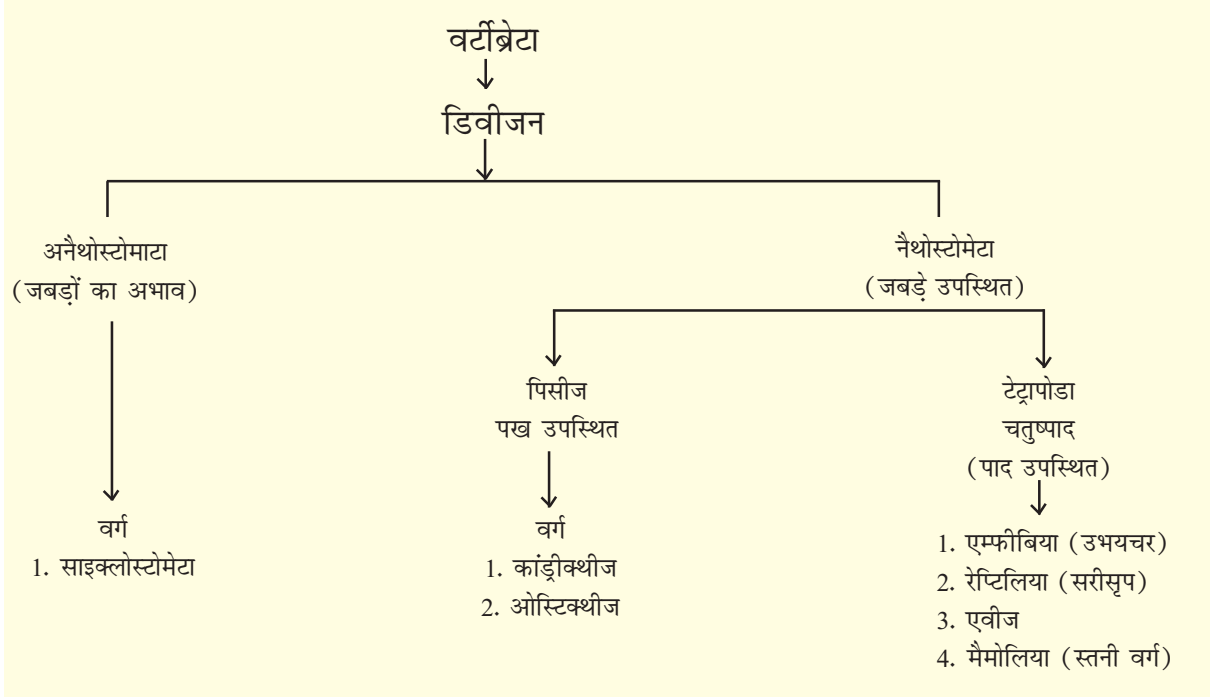 वर्टीब्रेटा
डिवीजन
अनैथोस्टोमाटा
(जबड़ों का अभाव)
नैथोस्टोमेटा
(जबड़े उपस्थित)
पिसीज
पख उपस्थित
टेट्रापोडा
चतुष्पाद
(पाद उपस्थित)
वर्ग
1. साइक्लोस्टोमेटा
वर्ग
1. कांड्रीक्थीज
2. ओस्टिक्थीज
1. एम्फीबिया (उभयचर)
2. रेप्टिलिया (सरीसृप)
3. एवीज
4. मैमोलिया (स्तनी वर्ग)